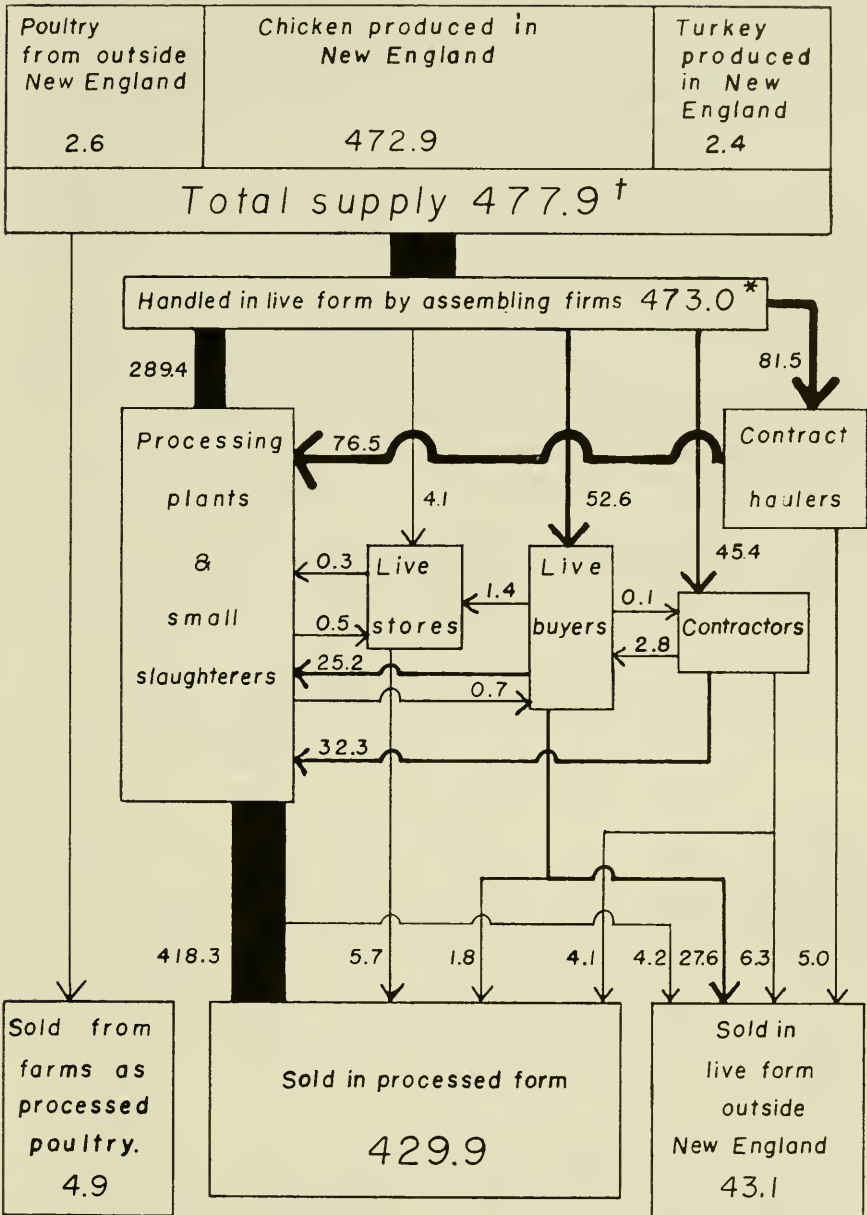 Poultry
from outside
New England
2.6
Chicken produced in
New England
472.9
Turkey
produced
in New
England
2.4
Total supply 477.9†
Handled in live form by assembling firms 473.0*
289.4
81.5
Processing
plants
&
small
slaughterers
76.5
Contract
haulers
4.1
52.6
45.4
0.3
Live
stores
1.4
Live
buyers
0.1
Contractors
0.5
2.8
25.2
0.7
32.3
418.3
5.7
1.8
4.1
4.2
27.6
6.3
5.0
Sold from
farms as
processed
poultry.
4.9
Sold in processed form
429.9
Sold in
live form
outside
New England
43.1